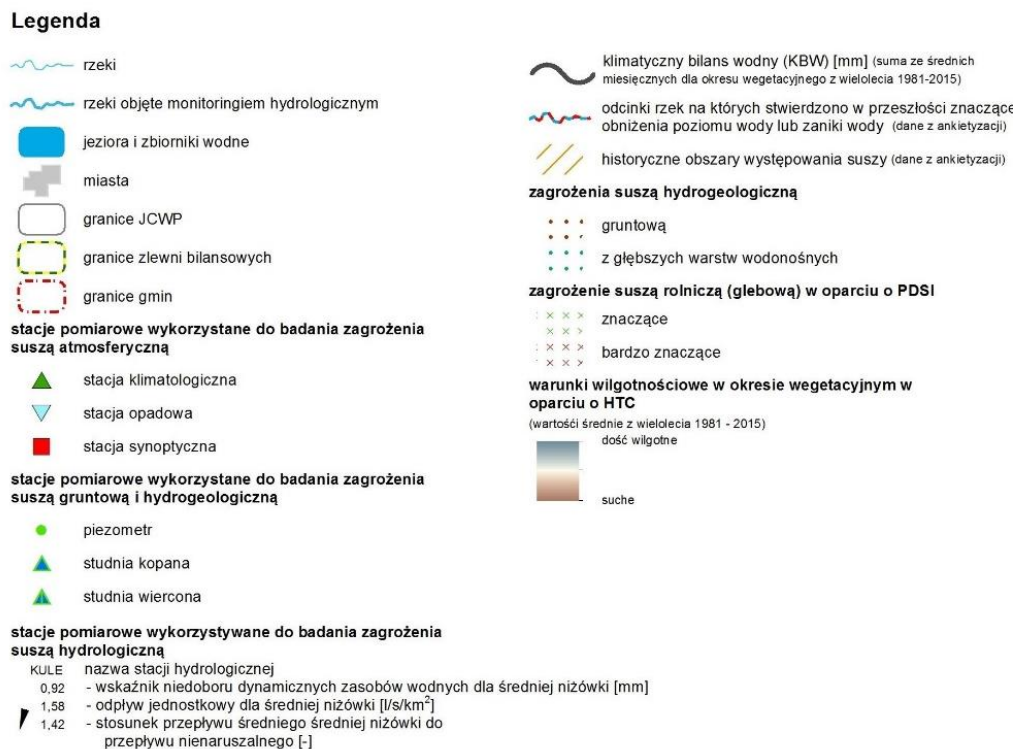 Legenda
rzeki
rzeki objęte monitoringiem hydrologicznym
jeziora i zbiorniki wodne
miasta
granice JCWP
granice zlewni bilansowych
granice gmin
stacje pomiarowe wykorzystane do badania zagrożenia
suszą atmosferyczną
stacja klimatologiczna
stacja opadowa
stacja synoptyczna
stacje pomiarowe wykorzystane do badania zagrożenia
suszą gruntową i hydrogeologiczną
piezometr
studnia kopana
studnia wiercona
stacje pomiarowe wykorzystywane do badania zagrożenia
suszą hydrologiczną
KULE nazwa stacji hydrologicznej
0,92 - wskaźnik niedoboru dynamicznych zasobów wodnych dla średniej niżówki [mm]
1,58 - odpływ jednostkowy dla średniej niżówki [l/s/km²]
1,42 - stosunek przepływu średniego średniej niżówki do
przepływu nienaruszalnego [-]
klimatyczny bilans wodny (KBW) [mm] (suma ze średnich
miesięcznych dla okresu wegetacyjnego z wielolecia 1981-2015)
odcinki rzek na których stwierdzono w przeszłości znaczące
obniżenia poziomu wody lub zaniki wody (dane z ankietyzacji)
historyczne obszary występowania suszy (dane z ankietyzacji)
zagrożenia suszą hydrogeologiczną
gruntową
z głębszych warstw wodonośnych
zagrożenie suszą rolniczą (glebową) w oparciu o PDSI
znaczące
bardzo znaczące
warunki wilgotnościowe w okresie wegetacyjnym w
oparciu o HTC
(wartośći średnie z wielolecia 1981 - 2015)
dość wilgotne
suche